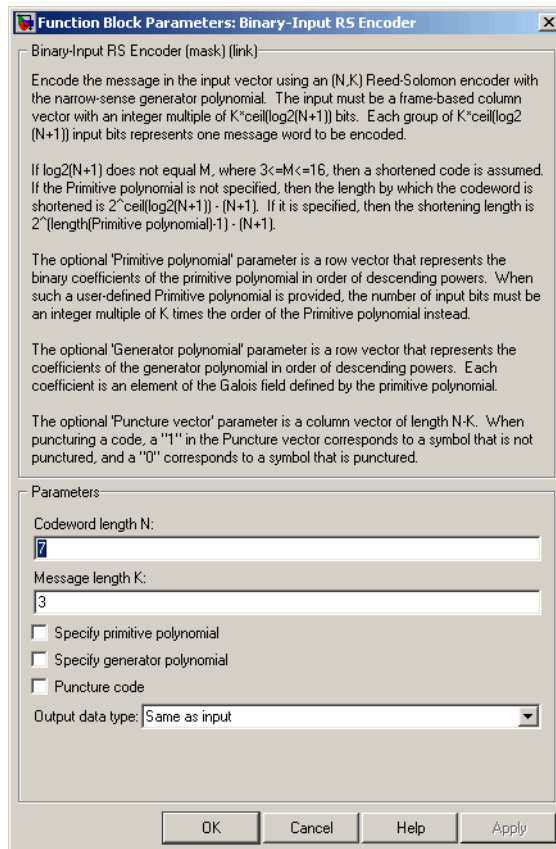 Function Block Parameters: Binary-Input RS Encoder
Binary-Input RS Encoder (mask) (link)
Encode the message in the input vector using an (N,K) Reed-Solomon encoder with
the narrow-sense generator polynomial. The input must be a frame-based column
vector with an integer multiple of K*ceil(log2(N+1)) bits. Each group of K*ceil(log2
(N+1)) input bits represents one message word to be encoded.
If log2(N+1) does not equal M, where 3<=M<=16, then a shortened code is assumed.
If the Primitive polynomial is not specified, then the length by which the codeword is
shortened is 2^ceil(log2(N+1)) - (N+1). If it is specified, then the shortening length is
2^(length(Primitive polynomial)-1) - (N+1).
The optional 'Primitive polynomial' parameter is a row vector that represents the
binary coefficients of the primitive polynomial in order of descending powers. When
such a user-defined Primitive polynomial is provided, the number of input bits must be
an integer multiple of K times the order of the Primitive polynomial instead.
The optional 'Generator polynomial' parameter is a row vector that represents the
coefficients of the generator polynomial in order of descending powers. Each
coefficient is an element of the Galois field defined by the primitive polynomial.
The optional 'Puncture vector' parameter is a column vector of length N-K. When
puncturing a code, a "1" in the Puncture vector corresponds to a symbol that is not
punctured, and a "0" corresponds to a symbol that is punctured.
Parameters
Codeword length N:
7
Message length K:
3
Specify primitive polynomial
Specify generator polynomial
Puncture code
Output data type: Same as input
OK Cancel Help Apply